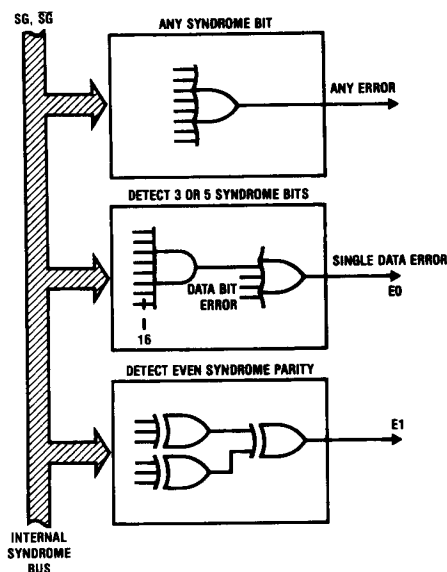 SG, S̅G̅
ANY SYNDROME BIT
ANY ERROR
DETECT 3 OR 5 SYNDROME BITS
DATA BIT
ERROR
SINGLE DATA ERROR
E0
16
DETECT EVEN SYNDROME PARITY
E1
INTERNAL
SYNDROME
BUS